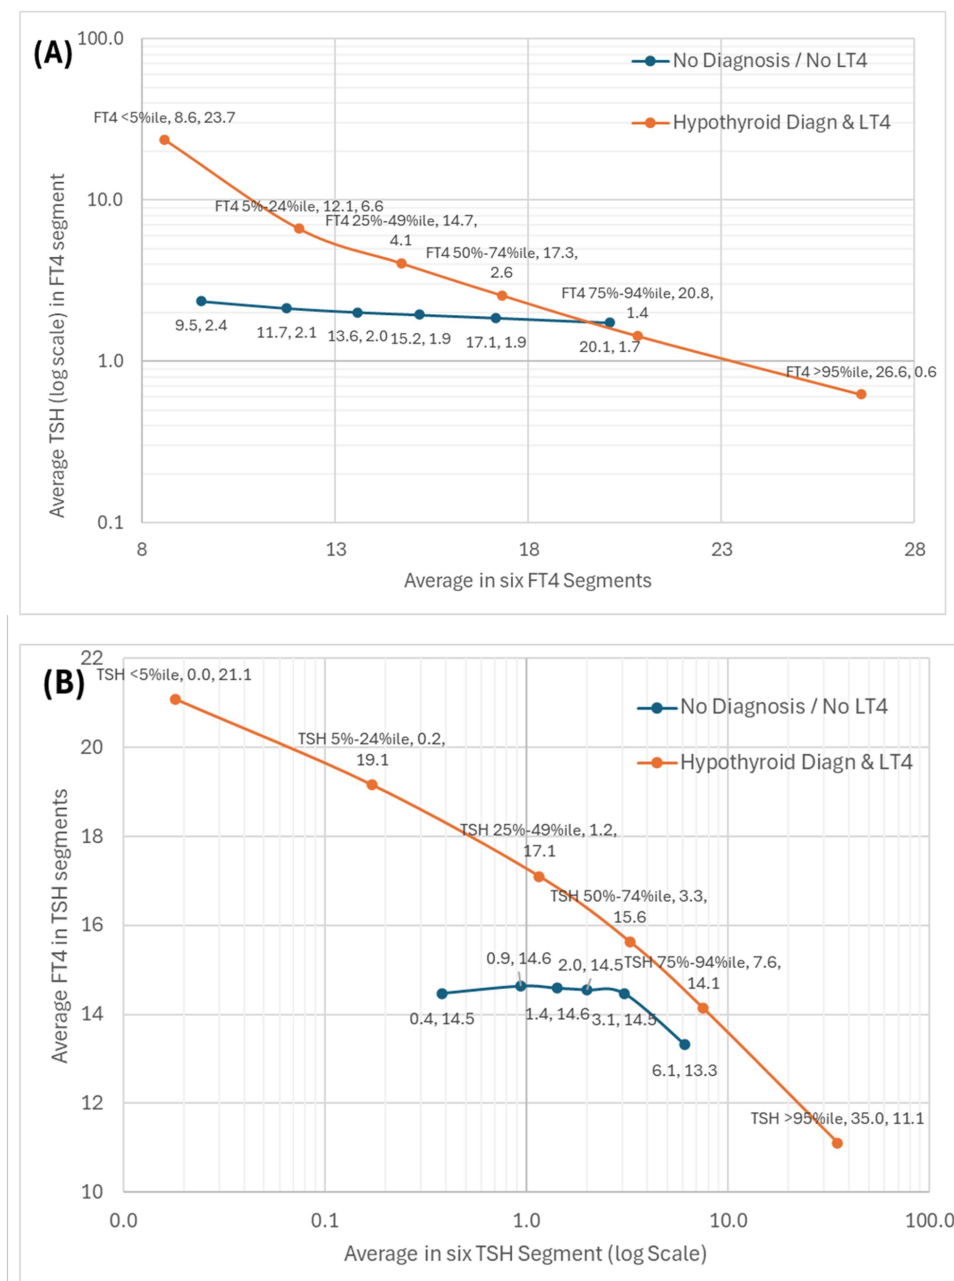 (A)
100.0
No Diagnosis / No LT4
Hypothyroid Diagn & LT4
FT4 <5%ile, 8.6, 23.7
10.0
FT4 5%-24%ile, 12.1, 6.6
FT4 25%-49%ile, 14.7,
4.1
FT4 50%-74%ile, 17.3,
2.6
FT4 75%-94%ile, 20.8,
1.4
9.5, 2.4
11.7, 2.1
13.6, 2.0
15.2, 1.9
17.1, 1.9
20.1, 1.7
FT4 >95%ile, 26.6, 0.6
1.0
0.1
Average TSH (log scale) in FT4 segment
8
13
18
23
28
Average in six FT4 Segments
(B)
22
TSH <5%ile, 0.0, 21.1
No Diagnosis / No LT4
Hypothyroid Diagn & LT4
20
TSH 5%-24%ile, 0.2,
19.1
18
TSH 25%-49%ile, 1.2,
17.1
TSH 50%-74%ile, 3.3,
15.6
16
TSH 75%-94%ile, 7.6,
14.1
0.9, 14.6
2.0, 14.5
0.4, 14.5
1.4, 14.6
3.1, 14.5
14
6.1, 13.3
12
TSH >95%ile, 35.0, 11.1
10
Average FT4 in TSH segments
0.0
0.1
1.0
10.0
100.0
Average in six TSH Segment (log Scale)